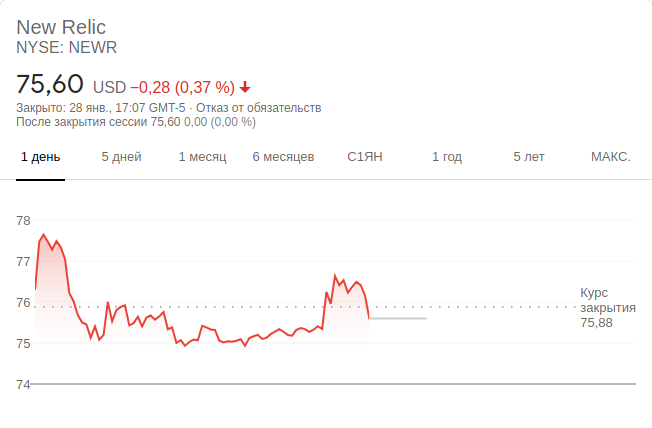 New Relic
NYSE: NEWR
75,60 USD −0,28 (0,37 %)
Закрыто: 28 янв., 17:07 GMT-5 · Отказ от обязательств
После закрытия сессии 75,60 0,00 (0,00 %)
1 день 5 дней 1 месяц 6 месяцев С1ЯН 1 год 5 лет МАКС.
78
77
76
75
74
Курс
закрытия
75,88